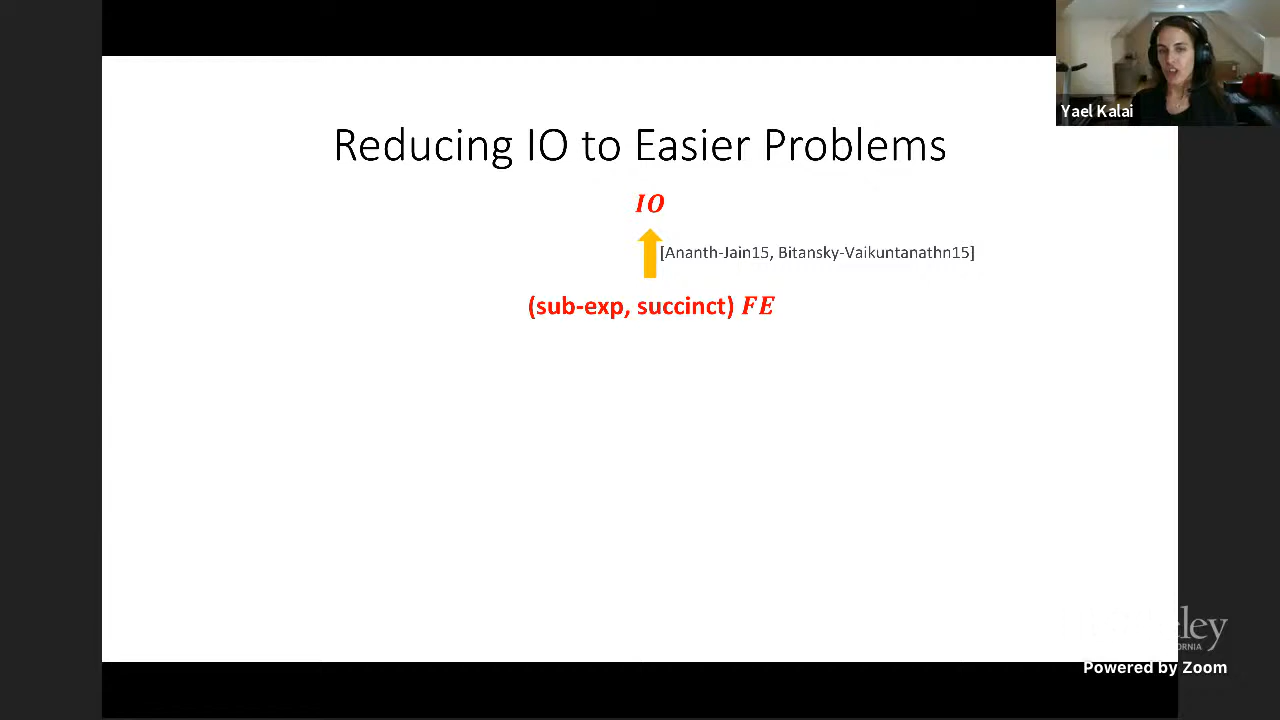 Yael Kalai
Reducing IO to Easier Problems
IO
[Ananth-Jain15, Bitansky-Vaikuntanathn15]
(sub-exp, succinct) FE
Powered by Zoom